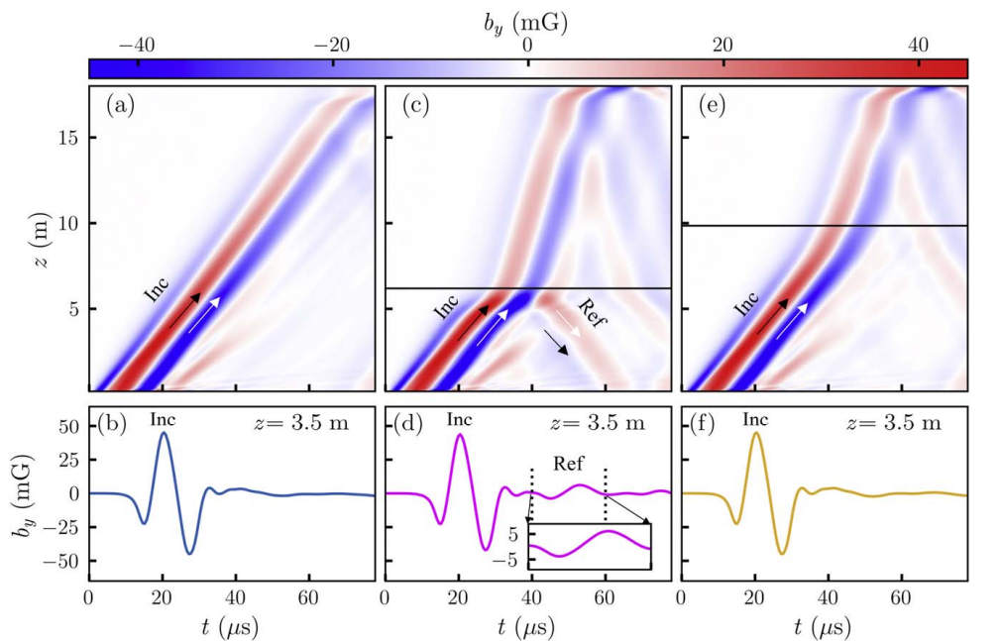 b_y (mG)
−40 −20 0 20 40
(a) (c) (e)
15
10
5
z (m)
Inc Inc Ref Inc
(b) Inc z= 3.5 m
(d) Inc z= 3.5 m
(f) Inc z= 3.5 m
Ref
50
25
0
−25
−50
b_y (mG)
5
−5
0 20 40 60 0 20 40 60 0 20 40 60
t (μs) t (μs) t (μs)